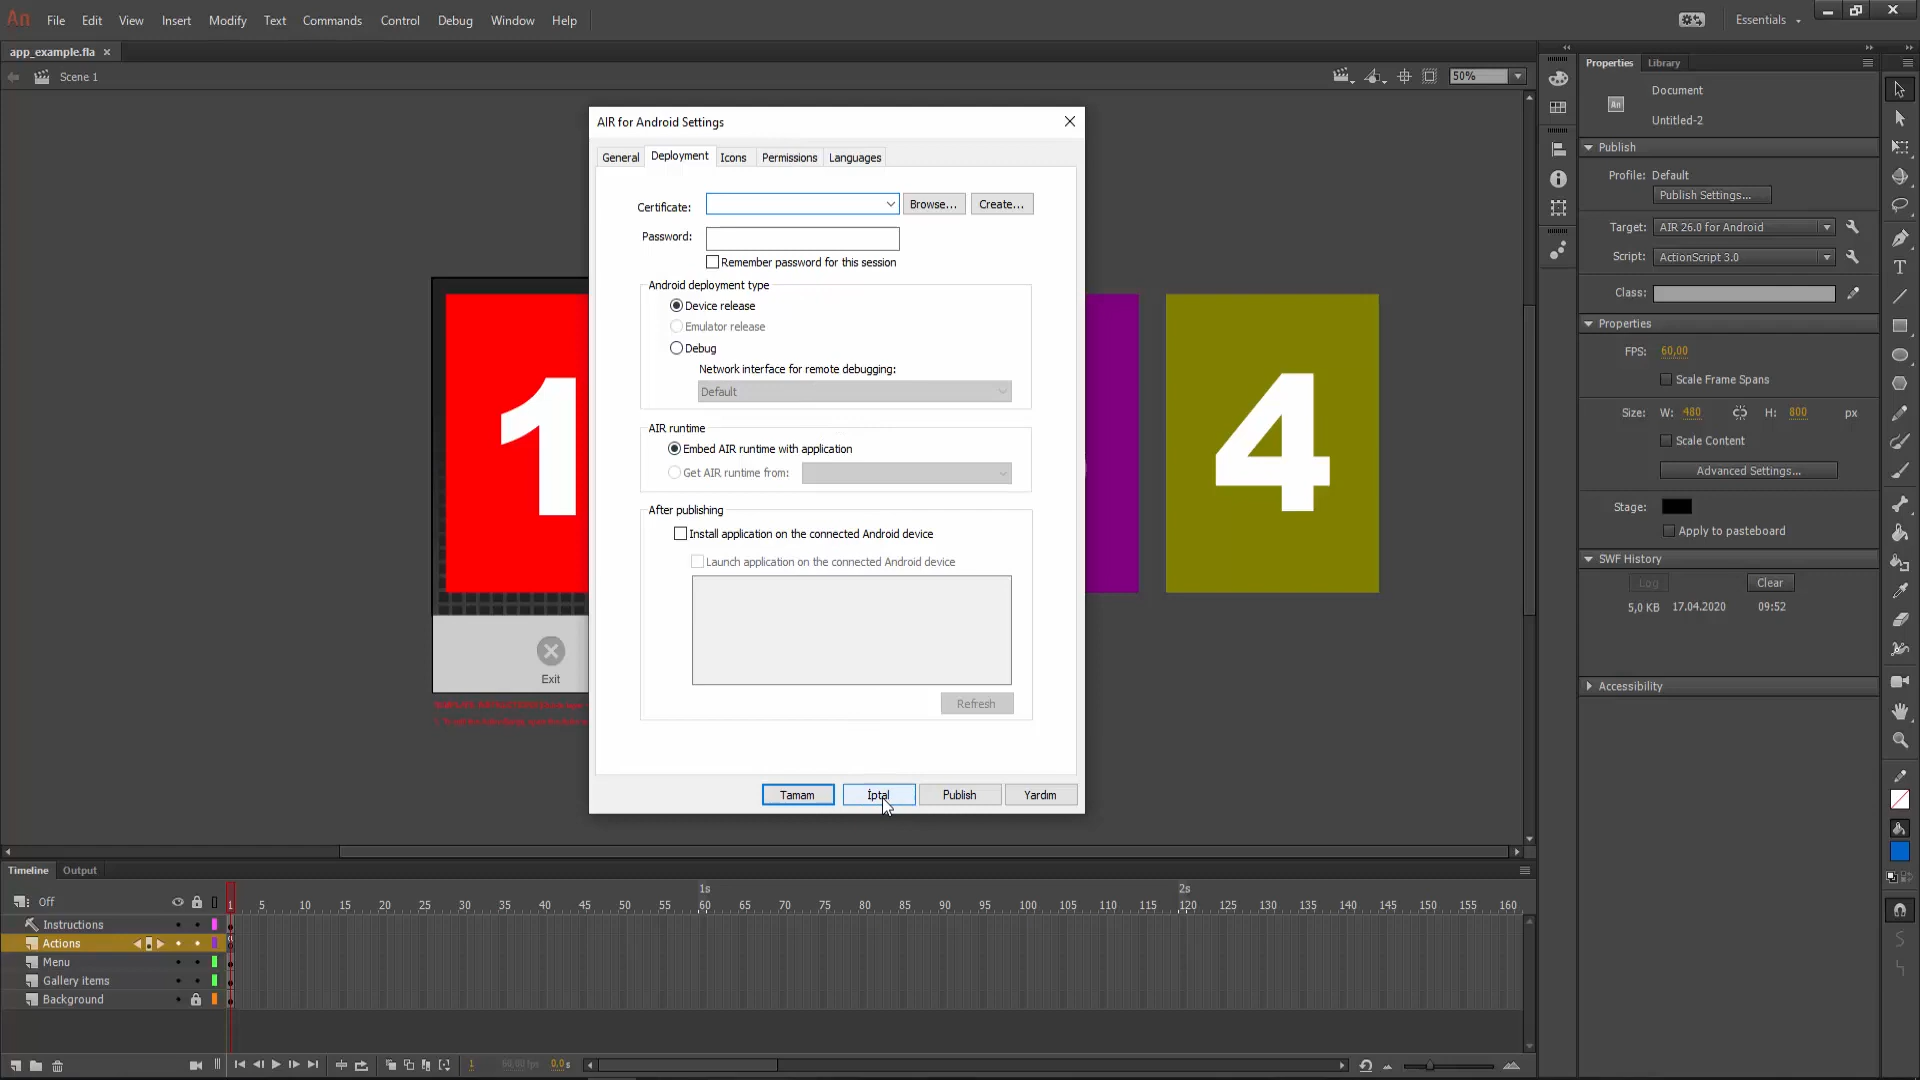 An File Edit View Insert Modify Text Commands Control Debug Window Help Essentials
app_example.fla ×
Scene 1 50%
AIR for Android Settings
General Deployment Icons Permissions Languages
Certificate: Browse... Create...
Password:
Remember password for this session
Android deployment type
Device release
Emulator release
Debug
Network interface for remote debugging:
Default
AIR runtime
Embed AIR runtime with application
Get AIR runtime from:
After publishing
Install application on the connected Android device
Launch application on the connected Android device
Refresh
Tamam İptal Publish Yardım
1
4
Exit
Properties Library
An Document
Untitled-2
Publish
Profile: Default
Publish Settings...
Target: AIR 26.0 for Android
Script: ActionScript 3.0
Class:
Properties
FPS: 60,00
Scale Frame Spans
Size: W: 480 H: 800 px
Scale Content
Advanced Settings...
Stage:
Apply to pasteboard
SWF History
Log Clear
5,0 KB 17.04.2020 09:52
Accessibility
Timeline Output
1s 2s
Off 1 5 10 15 20 25 30 35 40 45 50 55 60 65 70 75 80 85 90 95 100 105 110 115 120 125 130 135 140 145 150 155 160
Instructions
Actions
Menu
Gallery items
Background
1 60,00 fps 0,0 s